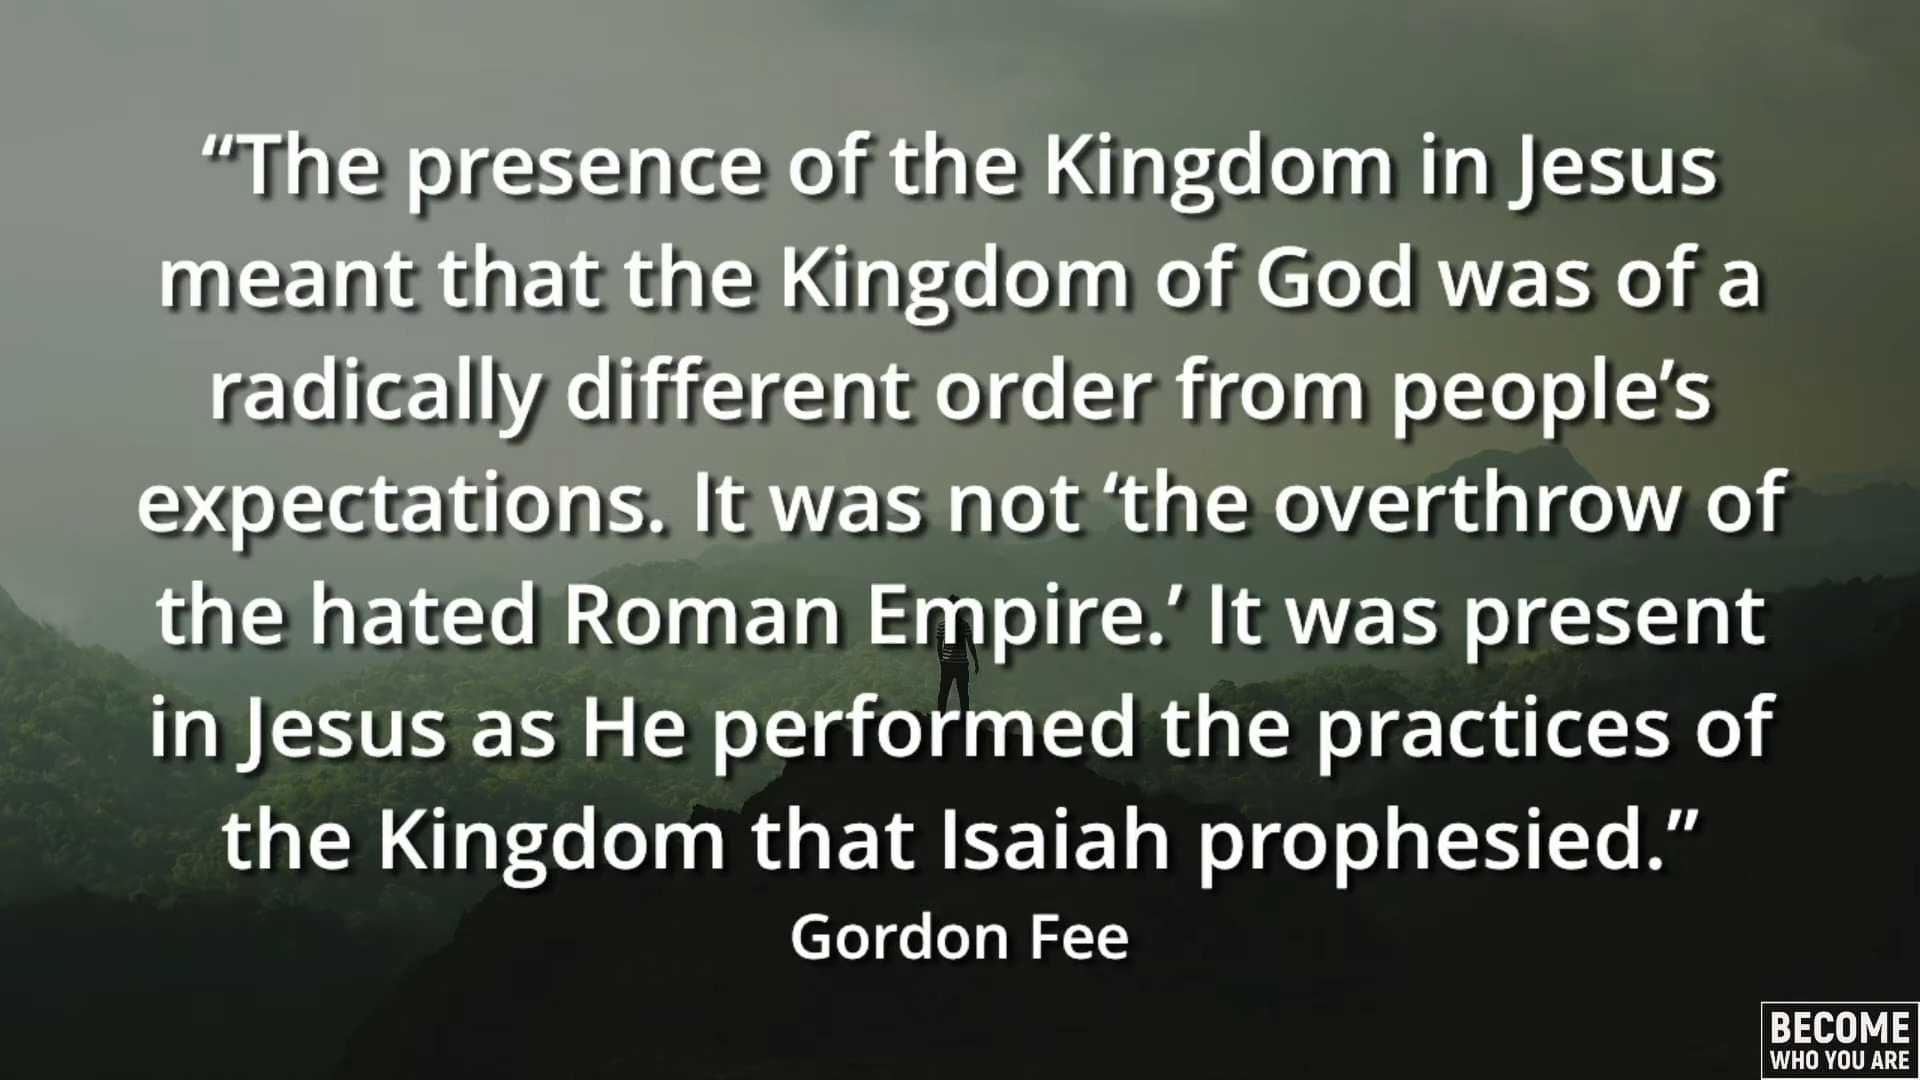 “The presence of the Kingdom in Jesus
meant that the Kingdom of God was of a
radically different order from people’s
expectations. It was not ‘the overthrow of
the hated Roman Empire.’ It was present
in Jesus as He performed the practices of
the Kingdom that Isaiah prophesied.”
Gordon Fee
BECOME
WHO YOU ARE